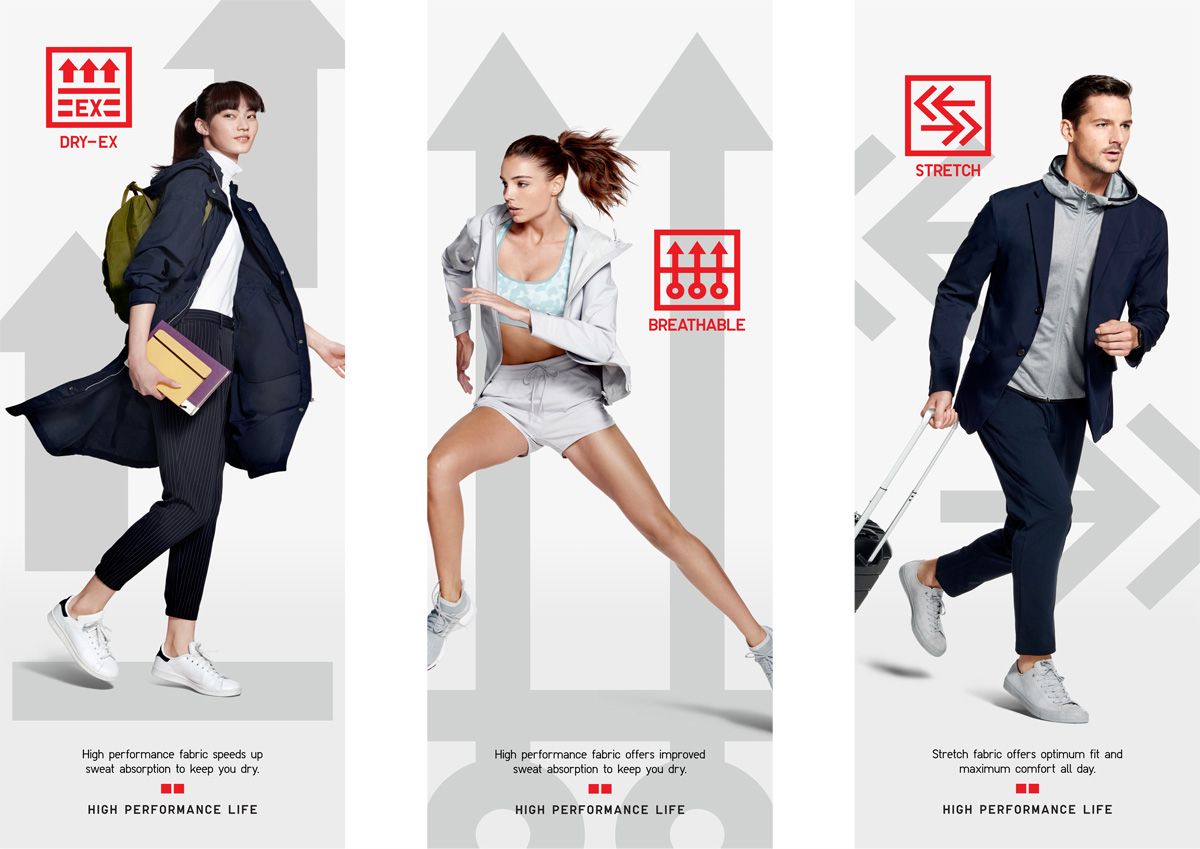 EX
DRY-EX
High performance fabric speeds up
sweat absorption to keep you dry.
HIGH PERFORMANCE LIFE
BREATHABLE
High performance fabric offers improved
sweat absorption to keep you dry.
HIGH PERFORMANCE LIFE
STRETCH
Stretch fabric offers optimum fit and
maximum comfort all day.
HIGH PERFORMANCE LIFE